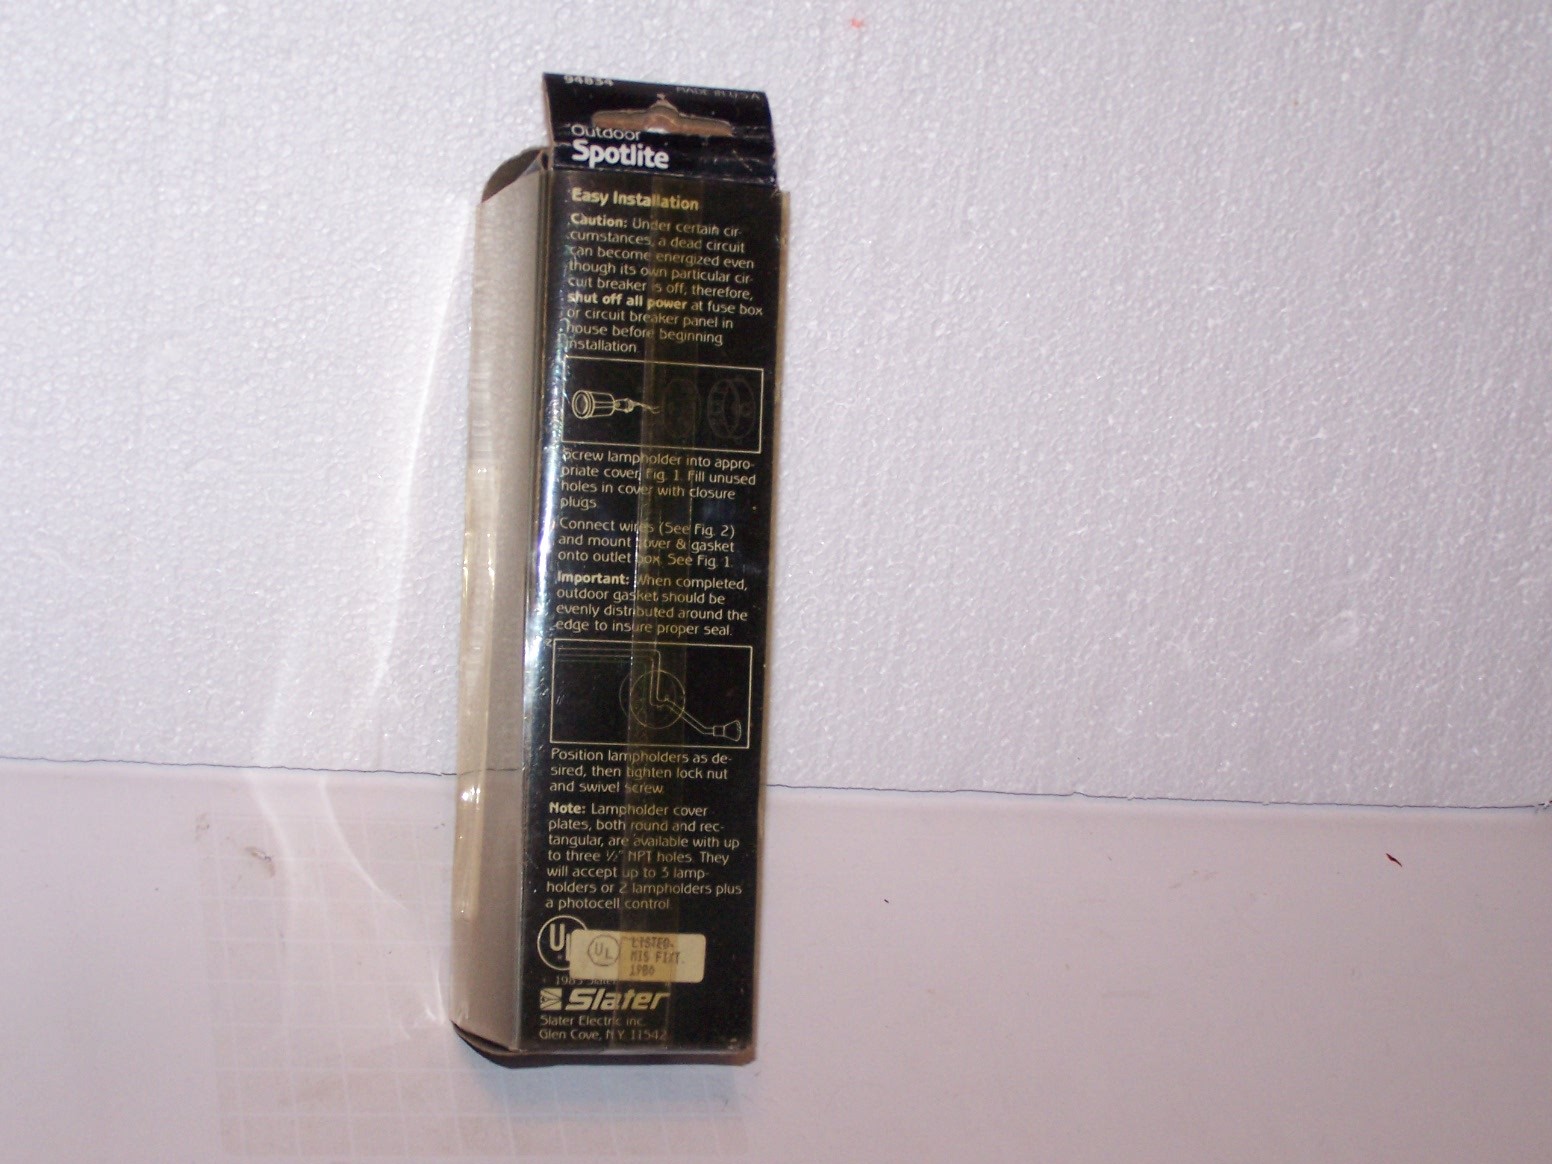 94834 MADE IN U.S.A.
Outdoor
Spotlite
Easy Installation
Caution: Under certain cir-
cumstances, a dead circuit
can become energized even
though its own particular cir-
cuit breaker is off, therefore,
shut off all power at fuse box
or circuit breaker panel in
house before beginning
installation.
Screw lampholder into appro-
priate cover, Fig. 1. Fill unused
holes in cover with closure
plugs.
Connect wires (See Fig. 2)
and mount cover & gasket
onto outlet box. See Fig. 1.
Important: When completed,
outdoor gasket should be
evenly distributed around the
edge to insure proper seal.
Position lampholders as de-
sired, then tighten lock nut
and swivel screw.
Note: Lampholder cover
plates, both round and rec-
tangular, are available with up
to three ½" NPT holes. They
will accept up to 3 lamp-
holders or 2 lampholders plus
a photocell control.
UL
UL LISTED
MIS FIXT.
Slater
Slater Electric inc.
Glen Cove, N.Y. 11542